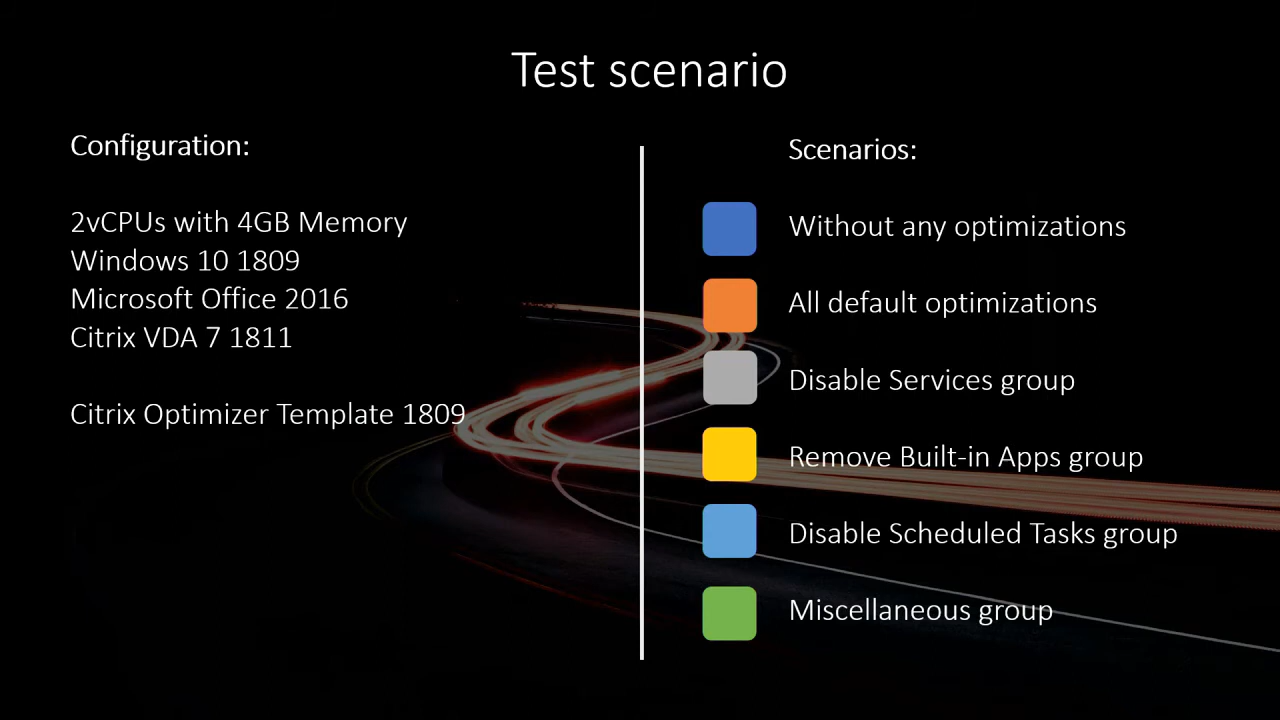 Test scenario
Configuration:
2vCPUs with 4GB Memory
Windows 10 1809
Microsoft Office 2016
Citrix VDA 7 1811
Citrix Optimizer Template 1809
Scenarios:
Without any optimizations
All default optimizations
Disable Services group
Remove Built-in Apps group
Disable Scheduled Tasks group
Miscellaneous group